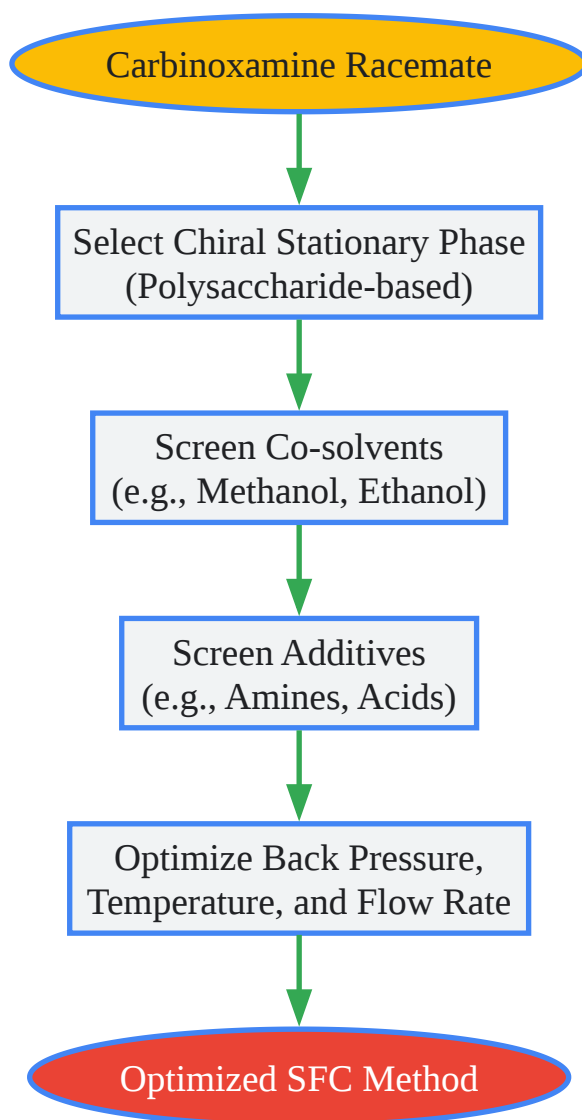 Carbinoxamine Racemate
Select Chiral Stationary Phase
(Polysaccharide-based)
Screen Co-solvents
(e.g., Methanol, Ethanol)
Screen Additives
(e.g., Amines, Acids)
Optimize Back Pressure,
Temperature, and Flow Rate
Optimized SFC Method